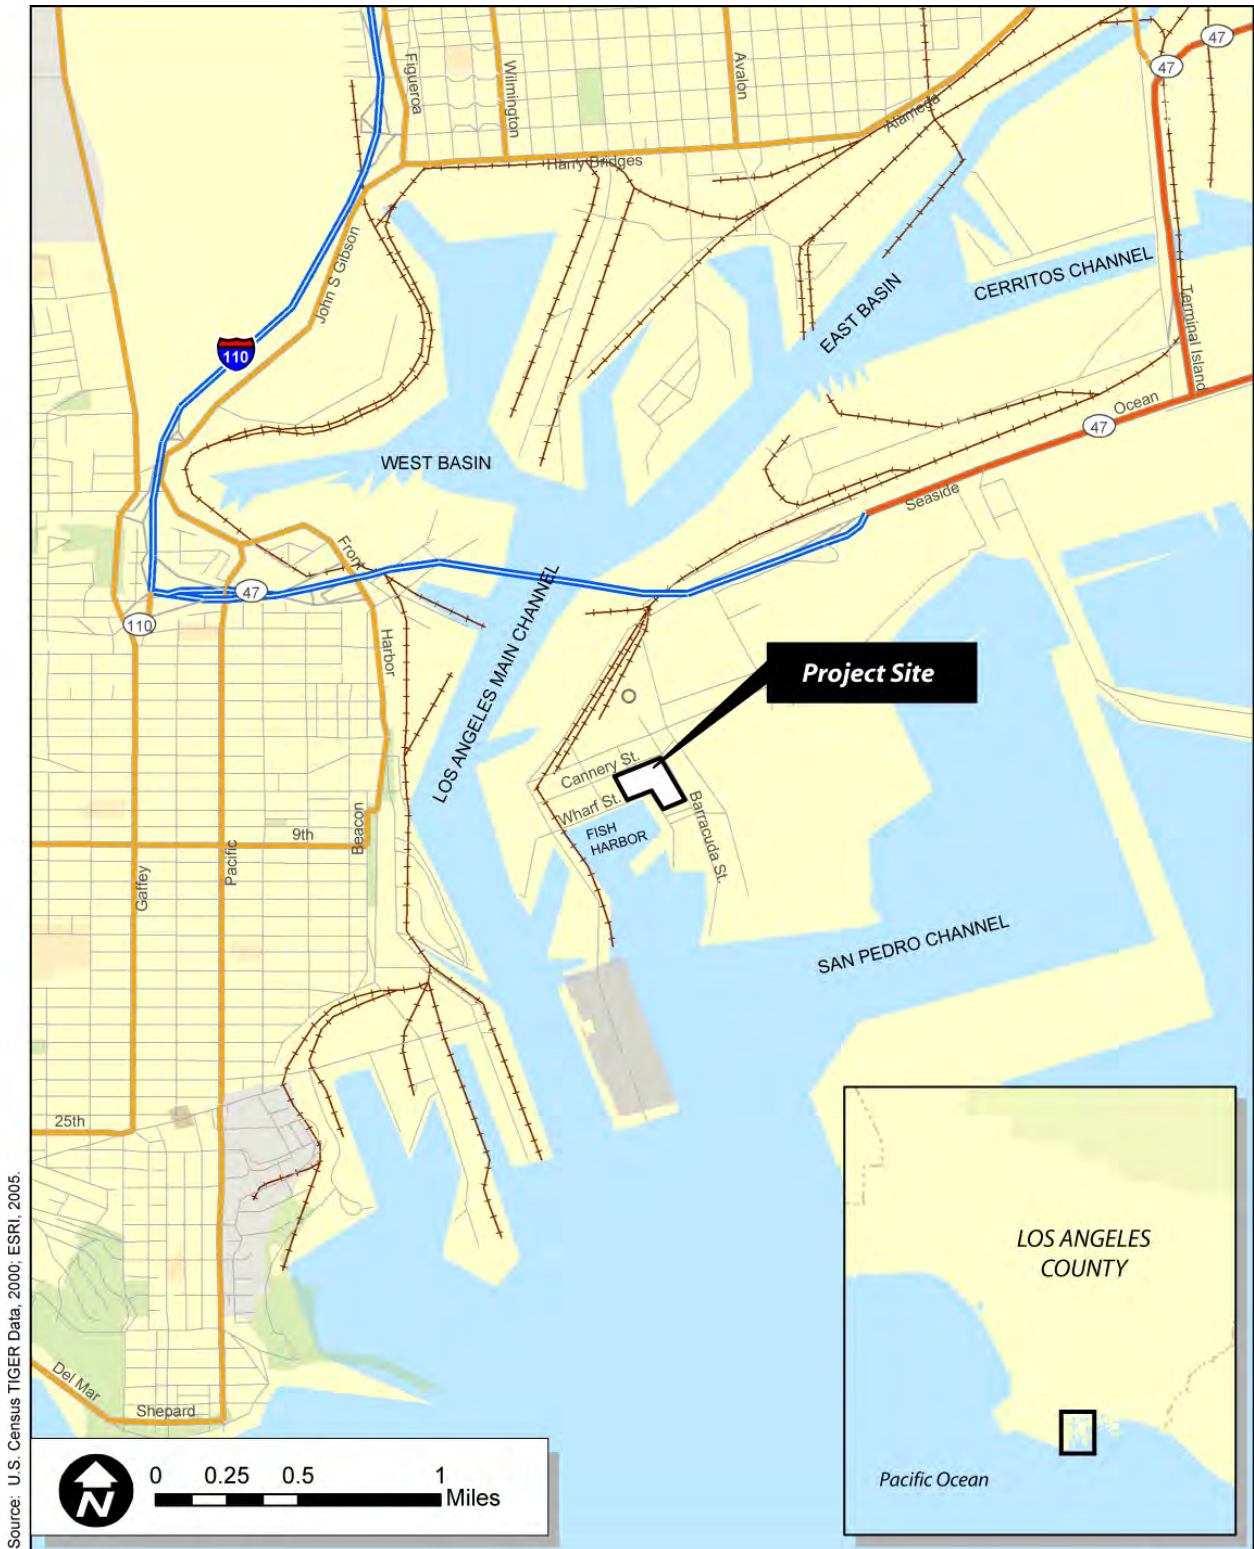 47
47
Figueroa
Wilmington
Avalon
Alameda
Harry Bridges
John S Gibson
EAST BASIN
CERRITOS CHANNEL
Terminal Island
110
Ocean
47
WEST BASIN
Seaside
Front
47
110
Harbor
LOS ANGELES MAIN CHANNEL
Project Site
Cannery St.
Wharf St.
Barracuda St.
FISH
HARBOR
Beacon
9th
Pacific
Gaffey
SAN PEDRO CHANNEL
25th
Del Mar
Shepard
LOS ANGELES
COUNTY
Pacific Ocean
N
0 0.25 0.5 1
Miles
Source: U.S. Census TIGER Data, 2000; ESRI, 2005.